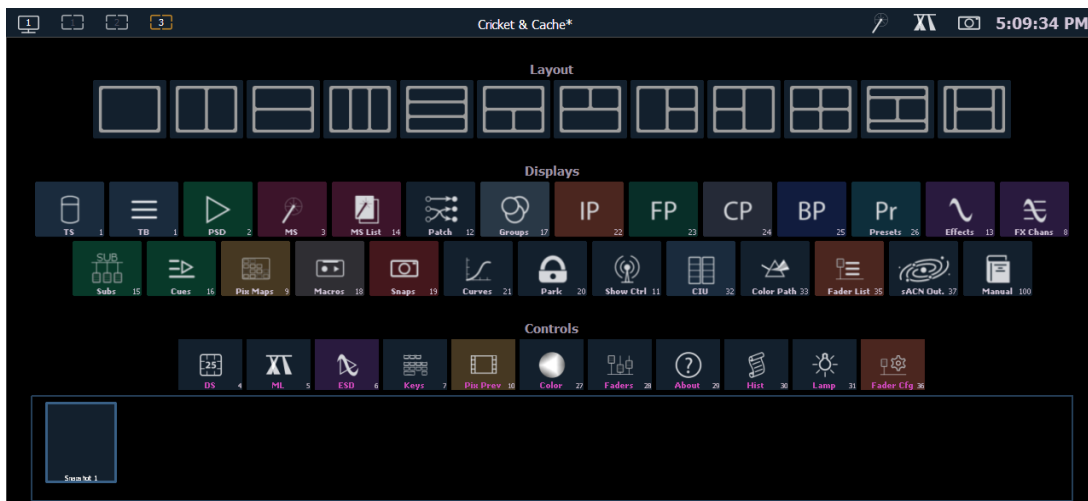 1 1 2 3 Cricket & Cache* 5:09:34 PM
Layout
Displays
IP FP CP BP Pr
TS 1 TB 1 PSD 2 MS 3 MS List 14 Patch 12 Groups 17 22 23 24 25 Presets 26 Effects 13 FX Chans 8
SUB
Subs 15 Cues 16 Pix Maps 9 Macros 18 Snaps 19 Curves 21 Park 20 Show Ctrl 11 CIU 32 Color Path 33 Fader List 35 sACN Out. 37 Manual 100
Controls
25 ?
DS 4 ML 5 ESD 6 Keys 7 Pix Prev 10 Color 27 Faders 28 About 29 Hist 30 Lamp 31 Fader Cfg 36
Snapshot 1